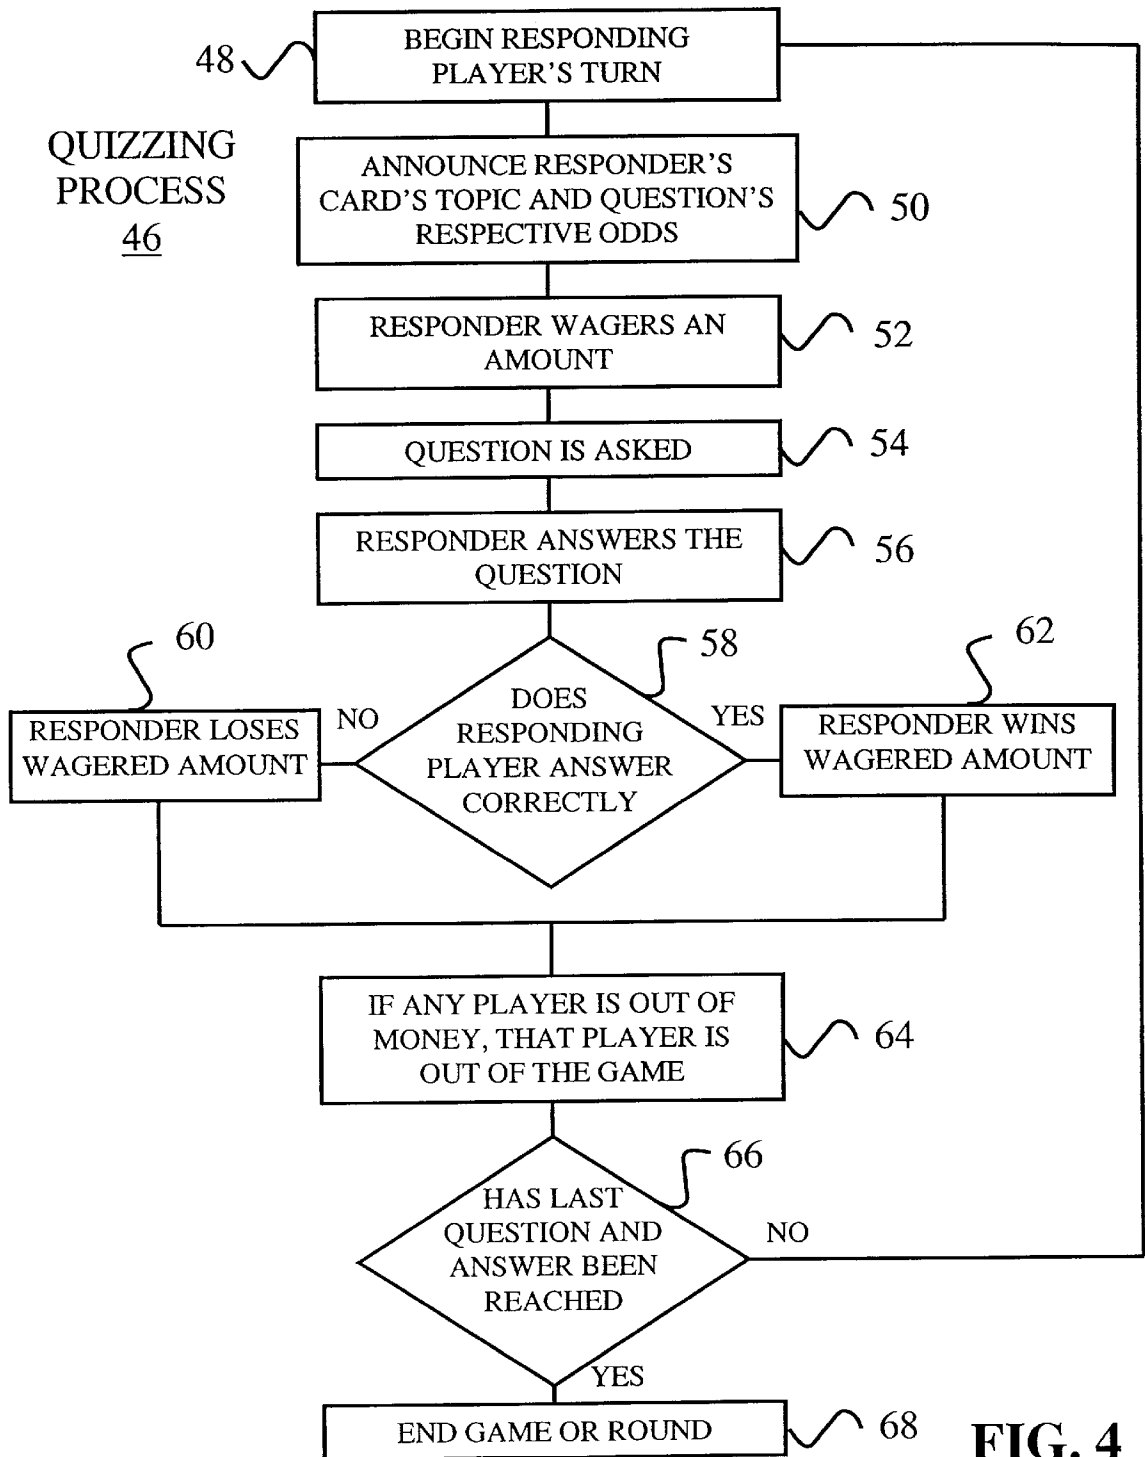 BEGIN RESPONDING
PLAYER'S TURN
48
QUIZZING
PROCESS
46
ANNOUNCE RESPONDER'S
CARD'S TOPIC AND QUESTION'S
RESPECTIVE ODDS
50
RESPONDER WAGERS AN
AMOUNT
52
QUESTION IS ASKED
54
RESPONDER ANSWERS THE
QUESTION
56
60
58
62
DOES
RESPONDING
PLAYER ANSWER
CORRECTLY
NO
YES
RESPONDER LOSES
WAGERED AMOUNT
RESPONDER WINS
WAGERED AMOUNT
IF ANY PLAYER IS OUT OF
MONEY, THAT PLAYER IS
OUT OF THE GAME
64
66
HAS LAST
QUESTION AND
ANSWER BEEN
REACHED
NO
YES
END GAME OR ROUND
68
FIG. 4